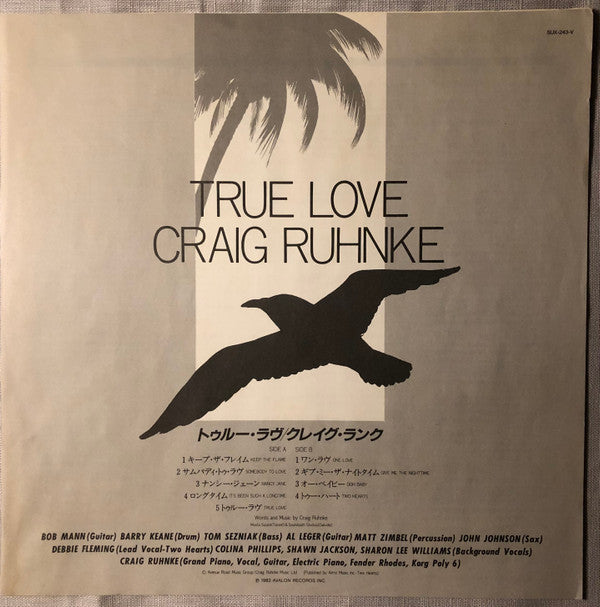 SUX-243-V
TRUE LOVE
CRAIG RUHNKE
トゥルー・ラヴ/クレイグ・ランク
SIDE A SIDE B
1 キープ・ザ・フレイム KEEP THE FLAME 1 ワン・ラヴ ONE LOVE
2 サムバディ・トゥ・ラヴ SOMEBODY TO LOVE 2 ギブ・ミー・ザ・ナイトタイム GIVE ME THE NIGHTTIME
3 ナンシー・ジェーン NANCY JANE 3 オー・ベイビー OOH BABY
4 ロングタイム IT'S BEEN SUCH A LONGTIME 4 トゥー・ハート TWO HEARTS
5 トゥルー・ラヴ TRUE LOVE
Words and Music by Craig Ruhnke
BOB MANN(Guitar) BARRY KEANE(Drum) TOM SEZNIAK(Bass) AL LEGER(Guitar) MATT ZIMBEL(Percussion) JOHN JOHNSON(Sax)
DEBBIE FLEMING(Lead Vocal-Two Hearts) COLINA PHILLIPS, SHAWN JACKSON, SHARON LEE WILLIAMS(Background Vocals)
CRAIG RUHNKE(Grand Piano, Vocal, Guitar, Electric Piano, Fender Rhodes, Korg Poly 6)
Ⓟ 1983 AVALON RECORDS INC.